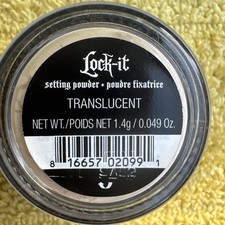 Lock-it
setting powder • poudre fixatrice
TRANSLUCENT
NET WT./POIDS NET 1.4g / 0.049 Oz.
8 16657 02099 1